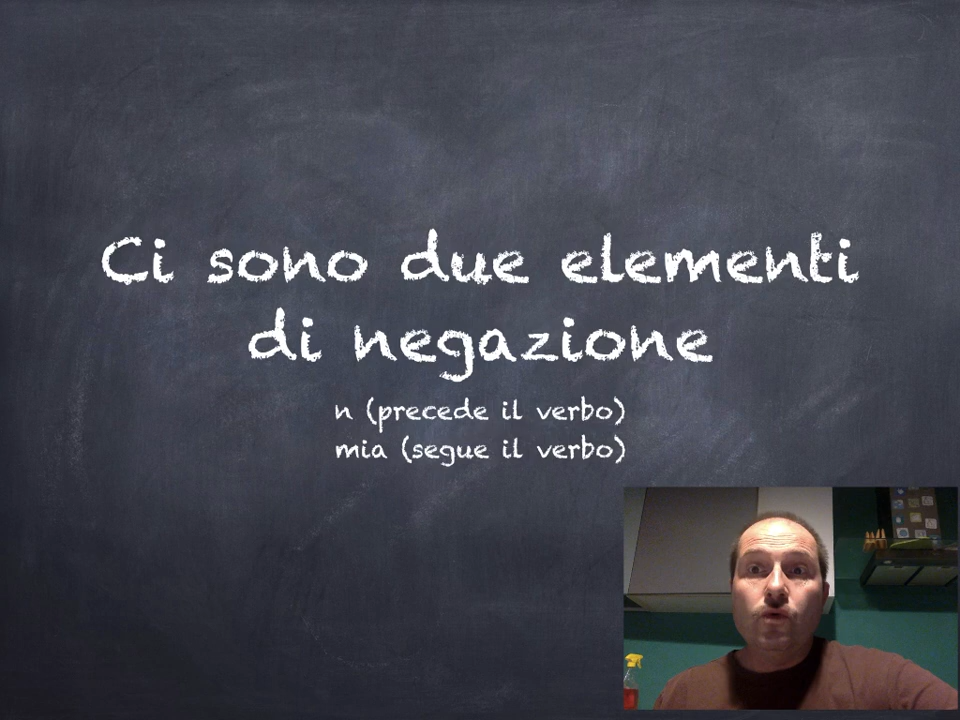 Ci sono due elementi
di negazione
n (precede il verbo)
mia (segue il verbo)